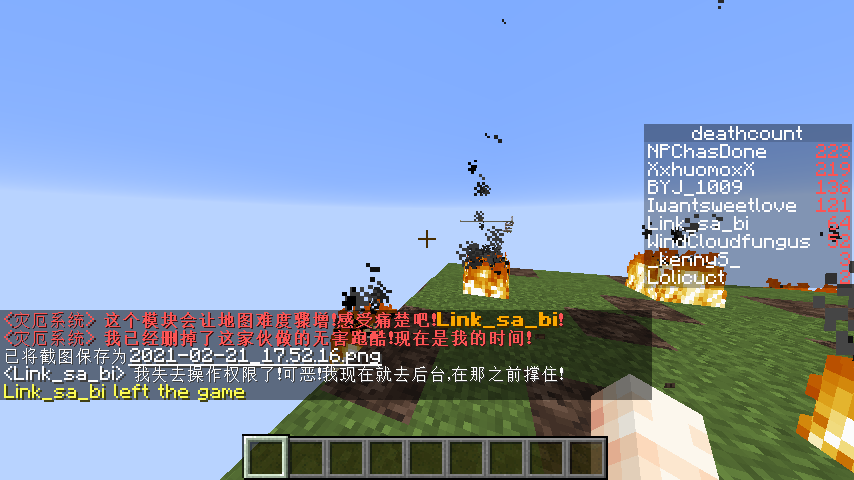 deathcount
NPChasDone 223
XxhuomoxX 219
BYJ_1009 136
Iwantsweetlove 121
Link_sa_bi 64
WindCloudfungus 32
_kenny5_ 3
Lolicuct 2
<灾厄系统> 这个模块会让地图难度骤增!感受痛楚吧!Link_sa_bi!
<灾厄系统> 我已经删掉了这家伙做的无害跑酷!现在是我的时间!
已将截图保存为2021-02-21_17.52.16.png
<Link_sa_bi> 我失去操作权限了!可恶!我现在就去后台,在那之前撑住!
Link_sa_bi left the game